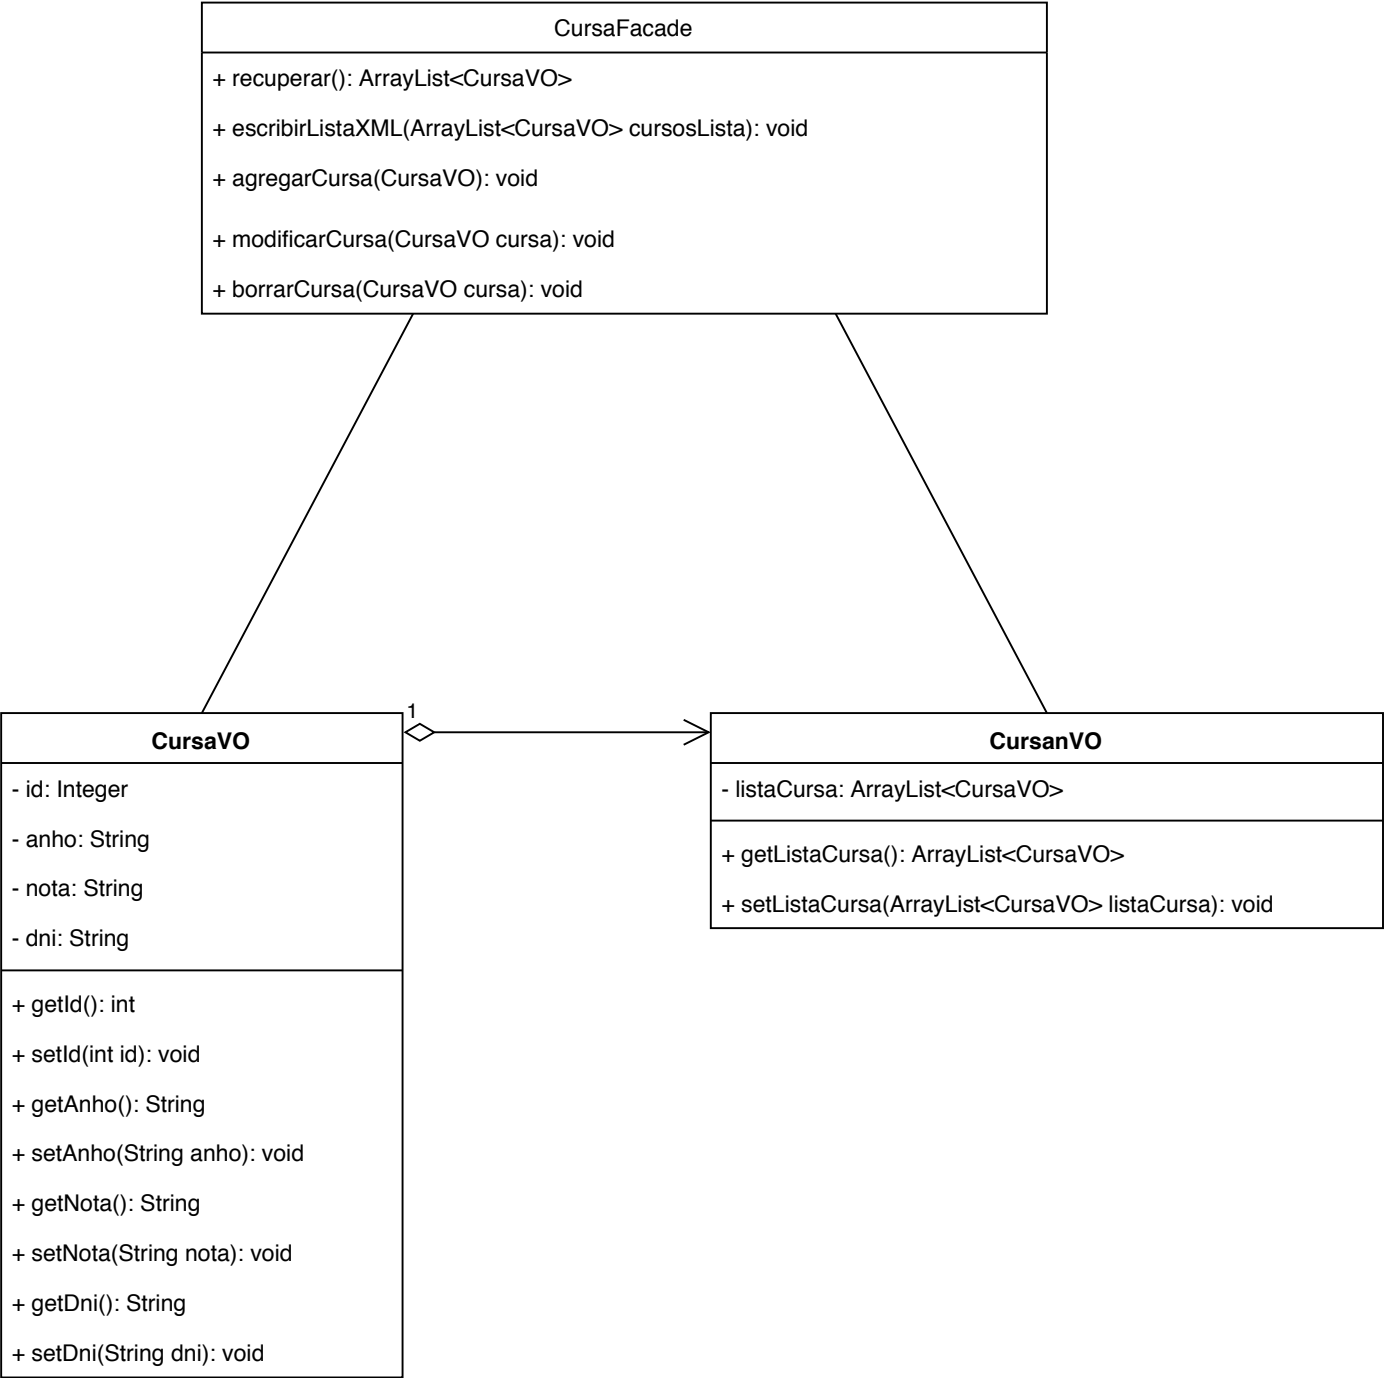 CursaFacade
+ recuperar(): ArrayList<CursaVO>
+ escribirListaXML(ArrayList<CursaVO> cursosLista): void
+ agregarCursa(CursaVO): void
+ modificarCursa(CursaVO cursa): void
+ borrarCursa(CursaVO cursa): void
1
CursaVO
- id: Integer
- anho: String
- nota: String
- dni: String
+ getId(): int
+ setId(int id): void
+ getAnho(): String
+ setAnho(String anho): void
+ getNota(): String
+ setNota(String nota): void
+ getDni(): String
+ setDni(String dni): void
CursanVO
- listaCursa: ArrayList<CursaVO>
+ getListaCursa(): ArrayList<CursaVO>
+ setListaCursa(ArrayList<CursaVO> listaCursa): void